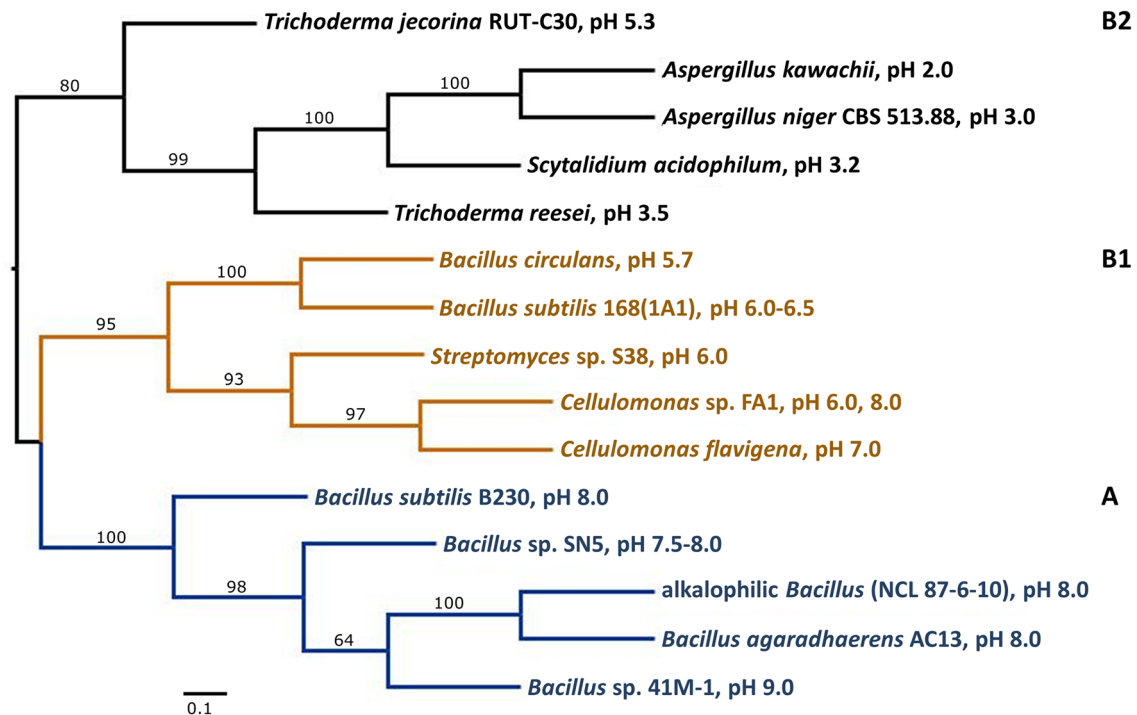 Trichoderma jecorina RUT-C30, pH 5.3
B2
80
Aspergillus kawachii, pH 2.0
100
Aspergillus niger CBS 513.88, pH 3.0
100
99
Scytalidium acidophilum, pH 3.2
Trichoderma reesei, pH 3.5
Bacillus circulans, pH 5.7
B1
100
Bacillus subtilis 168(1A1), pH 6.0-6.5
95
Streptomyces sp. S38, pH 6.0
93
Cellulomonas sp. FA1, pH 6.0, 8.0
97
Cellulomonas flavigena, pH 7.0
Bacillus subtilis B230, pH 8.0
A
100
Bacillus sp. SN5, pH 7.5-8.0
98
alkalophilic Bacillus (NCL 87-6-10), pH 8.0
100
Bacillus agaradhaerens AC13, pH 8.0
64
Bacillus sp. 41M-1, pH 9.0
0.1